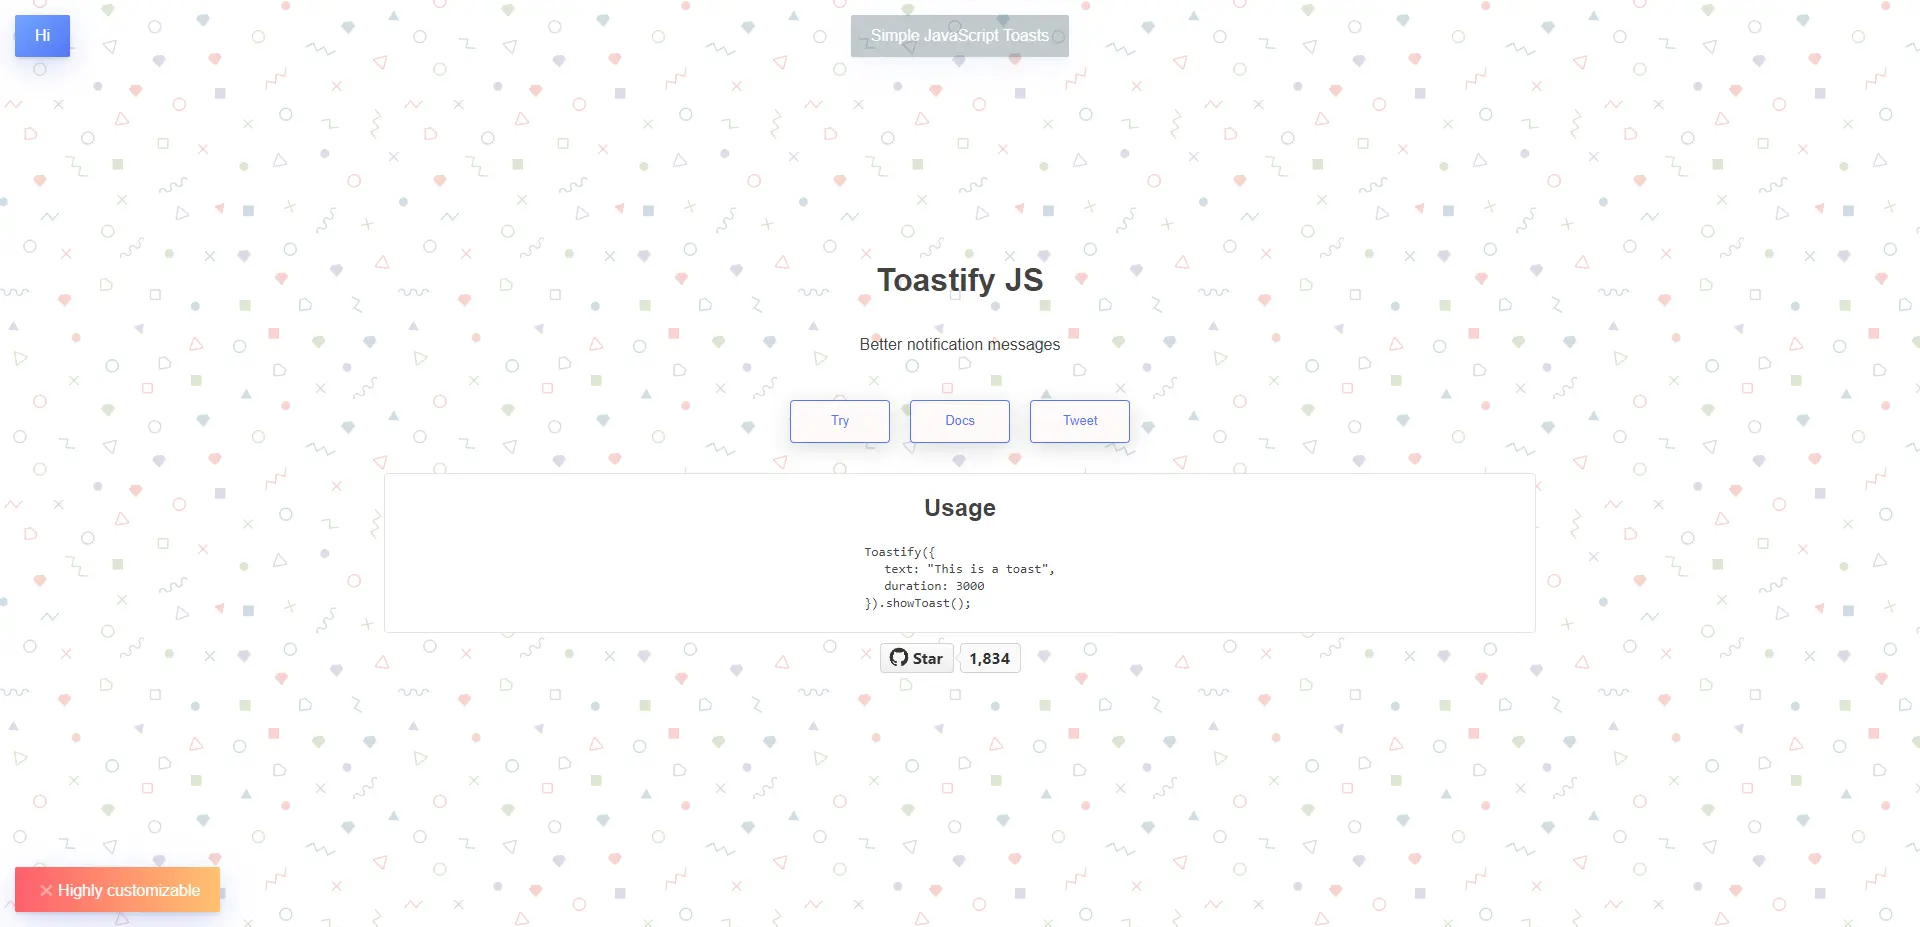 Hi
Simple JavaScript Toasts
Toastify JS
Better notification messages
Try
Docs
Tweet
Usage
Toastify({
text: "This is a toast",
duration: 3000
}).showToast();
Star
1,834
× Highly customizable